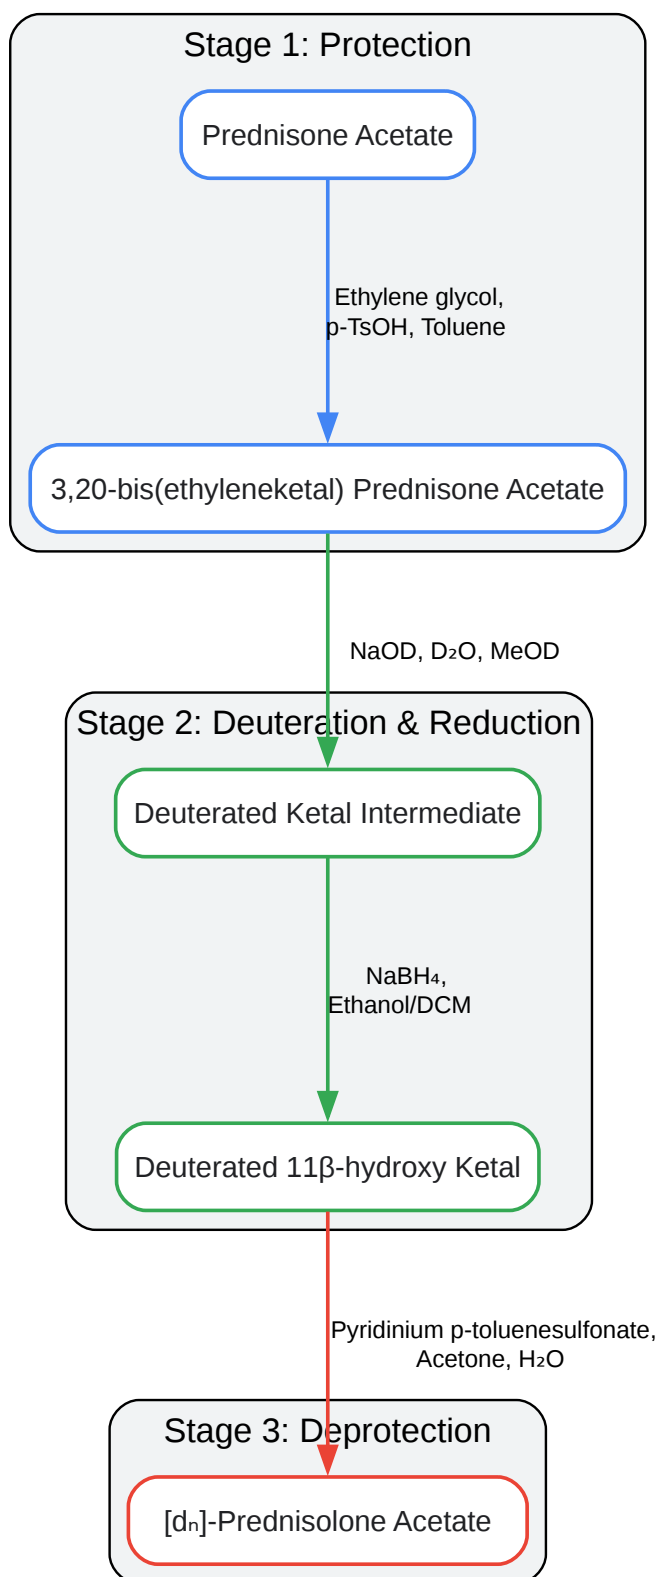 Stage 1: Protection
Prednisone Acetate
Ethylene glycol,
p-TsOH, Toluene
3,20-bis(ethyleneketal) Prednisone Acetate
NaOD, D₂O, MeOD
Stage 2: Deuteration & Reduction
Deuterated Ketal Intermediate
NaBH₄,
Ethanol/DCM
Deuterated 11β-hydroxy Ketal
Pyridinium p-toluenesulfonate,
Acetone, H₂O
Stage 3: Deprotection
[dₙ]-Prednisolone Acetate